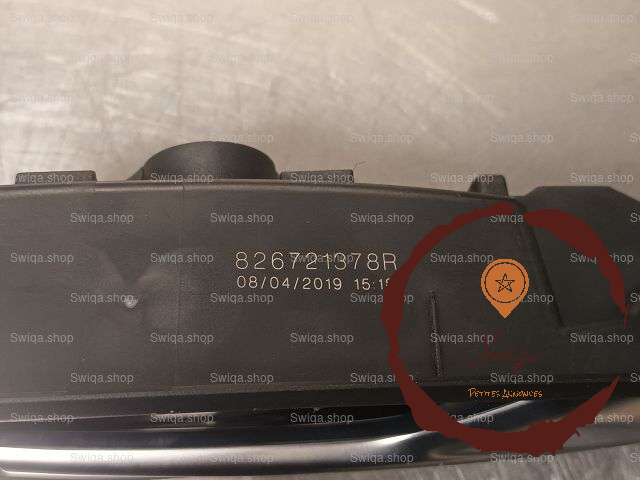 826721378R
08/04/2019 15:1
Swiqa.shop
PETITES ANNONCES